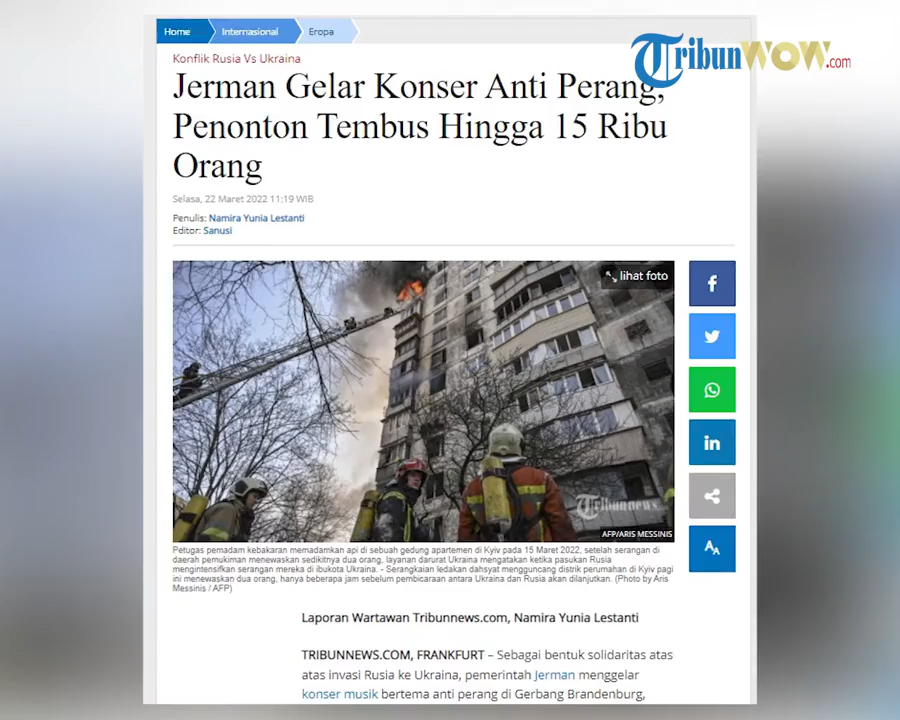 Home Internasional Eropa
TribunWOW.com
Konflik Rusia Vs Ukraina
Jerman Gelar Konser Anti Perang,
Penonton Tembus Hingga 15 Ribu
Orang
Selasa, 22 Maret 2022 11:19 WIB
Penulis: Namira Yunia Lestanti
Editor: Sanusi
lihat foto
Tribunnews
AFP/ARIS MESSINIS
Petugas pemadam kebakaran memadamkan api di sebuah gedung apartemen di Kyiv pada 15 Maret 2022, setelah serangan di
daerah pemukiman menewaskan sedikitnya dua orang, layanan darurat Ukraina mengatakan ketika pasukan Rusia
mengintensifkan serangan mereka di ibukota Ukraina. - Serangkaian ledakan dahsyat mengguncang distrik perumahan di Kyiv pagi
ini menewaskan dua orang, hanya beberapa jam sebelum pembicaraan antara Ukraina dan Rusia akan dilanjutkan. (Photo by Aris
Messinis / AFP)
Laporan Wartawan Tribunnews.com, Namira Yunia Lestanti
TRIBUNNEWS.COM, FRANKFURT – Sebagai bentuk solidaritas atas
atas invasi Rusia ke Ukraina, pemerintah Jerman menggelar
konser musik bertema anti perang di Gerbang Brandenburg,